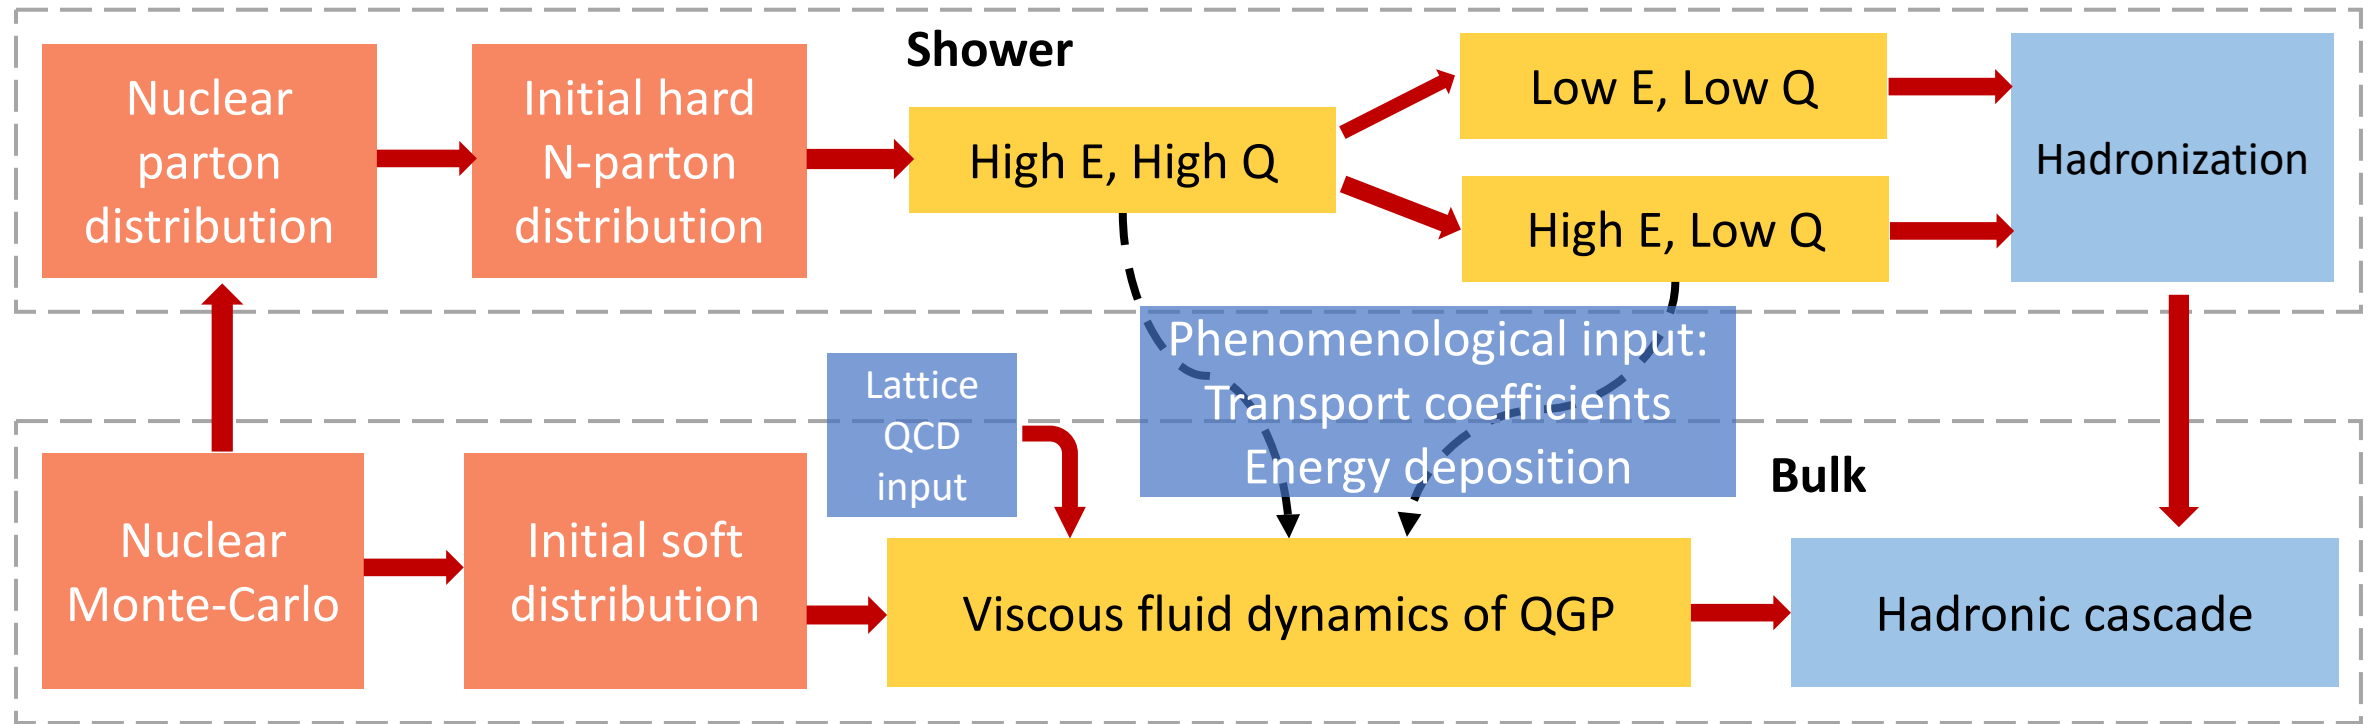 Shower
Nuclear
parton
distribution
Initial hard
N-parton
distribution
High E, High Q
Low E, Low Q
High E, Low Q
Hadronization
Lattice
QCD
input
Phenomenological input:
Transport coefficients
Energy deposition
Bulk
Nuclear
Monte-Carlo
Initial soft
distribution
Viscous fluid dynamics of QGP
Hadronic cascade